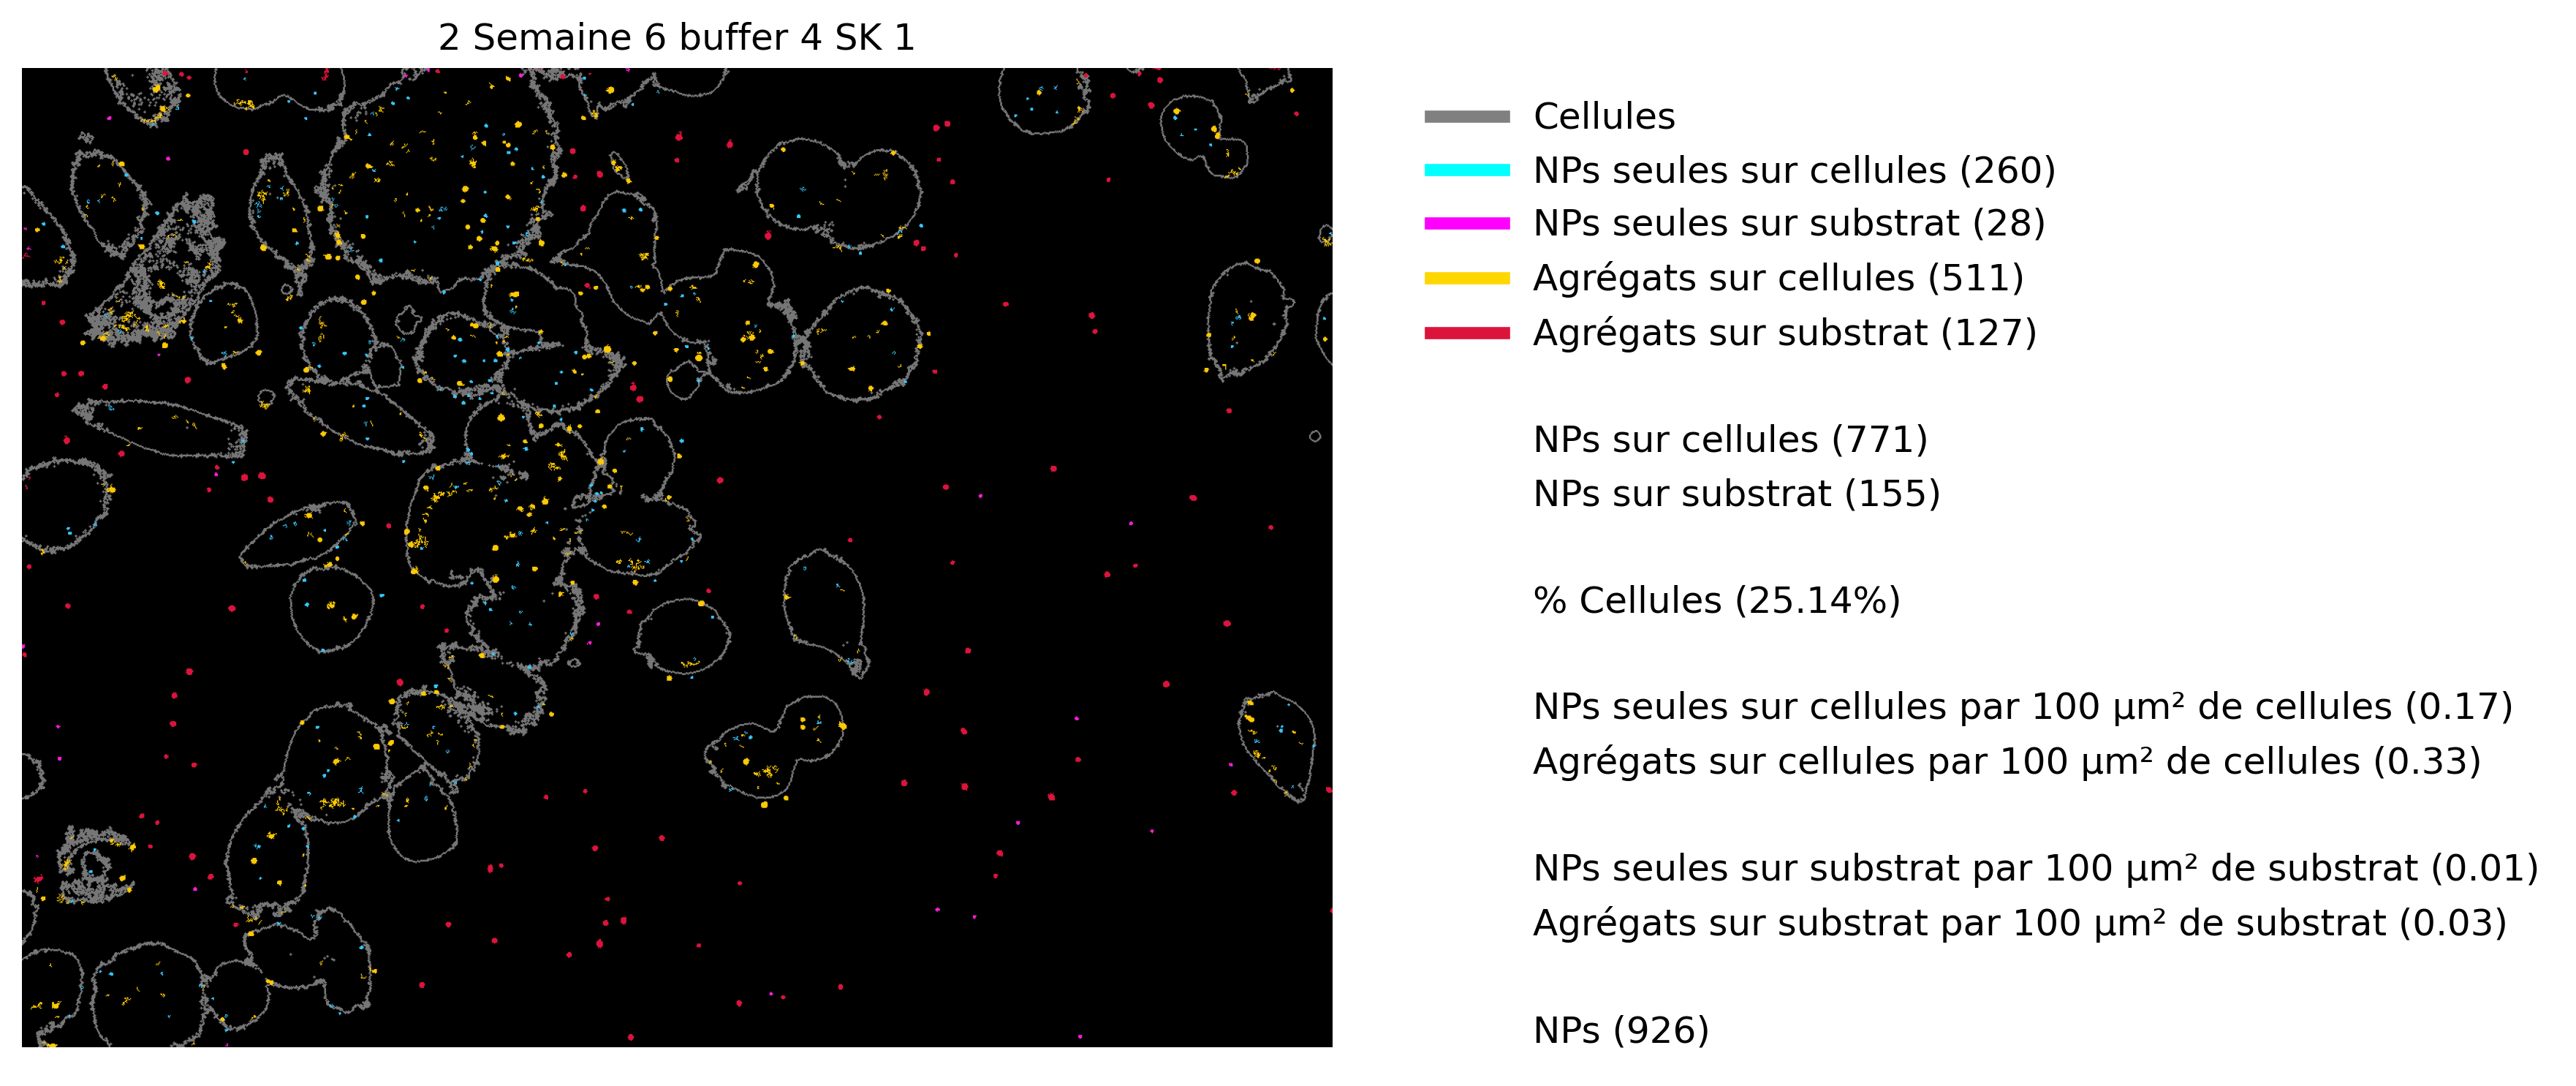 2 Semaine 6 buffer 4 SK 1
Cellules
NPs seules sur cellules (260)
NPs seules sur substrat (28)
Agrégats sur cellules (511)
Agrégats sur substrat (127)
NPs sur cellules (771)
NPs sur substrat (155)
% Cellules (25.14%)
NPs seules sur cellules par 100 µm² de cellules (0.17)
Agrégats sur cellules par 100 µm² de cellules (0.33)
NPs seules sur substrat par 100 µm² de substrat (0.01)
Agrégats sur substrat par 100 µm² de substrat (0.03)
NPs (926)